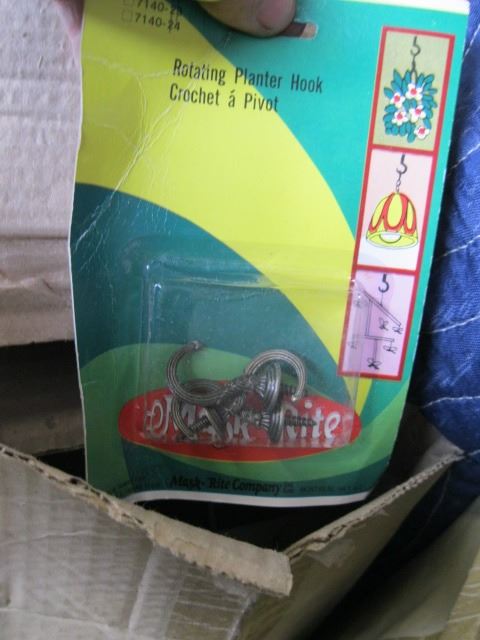 7140-24
Rotating Planter Hook
Crochet á Pivot
Mask Rite
Mask-Rite Company